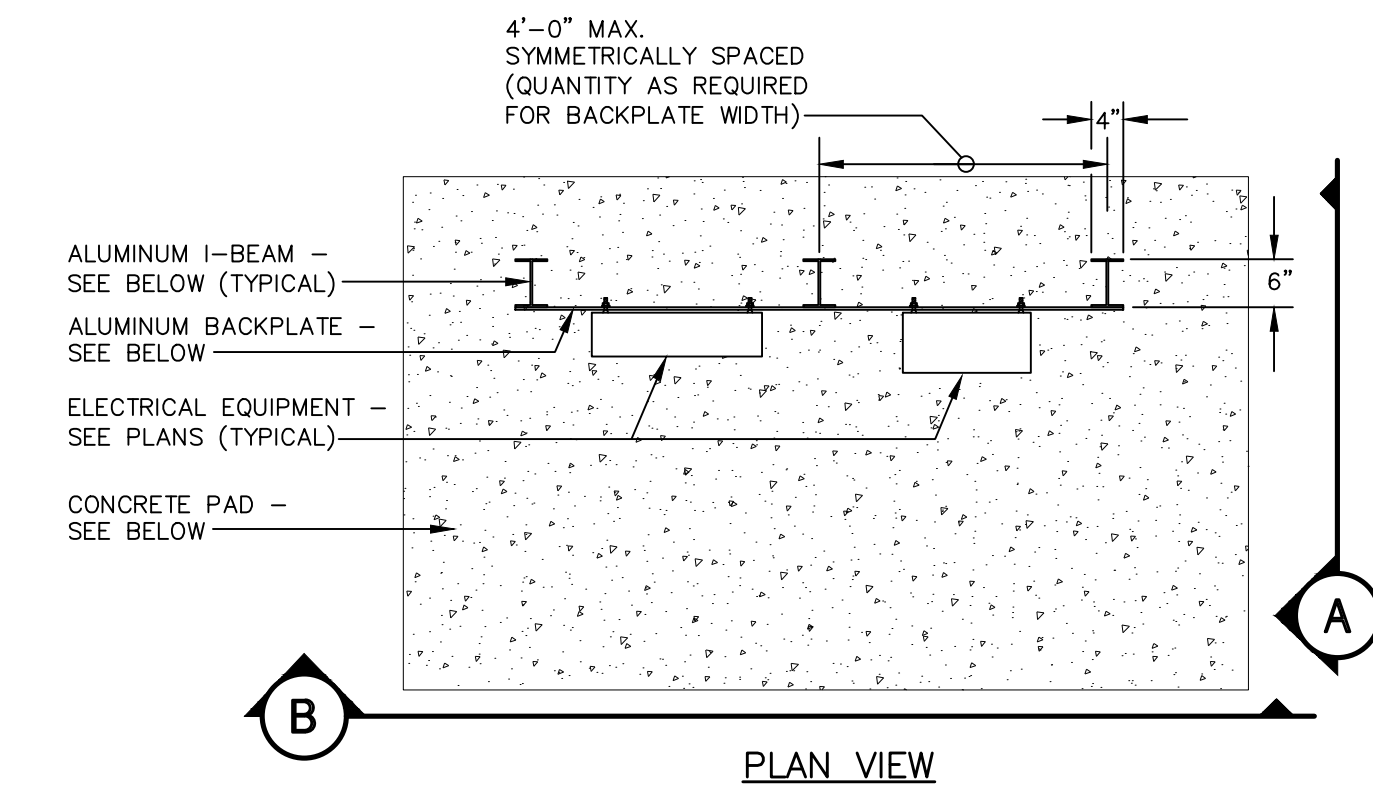 4'-0" MAX.
SYMMETRICALLY SPACED
(QUANTITY AS REQUIRED
FOR BACKPLATE WIDTH)
4"
ALUMINUM I-BEAM -
SEE BELOW (TYPICAL)
6"
ALUMINUM BACKPLATE -
SEE BELOW
ELECTRICAL EQUIPMENT -
SEE PLANS (TYPICAL)
CONCRETE PAD -
SEE BELOW
A
B
PLAN VIEW